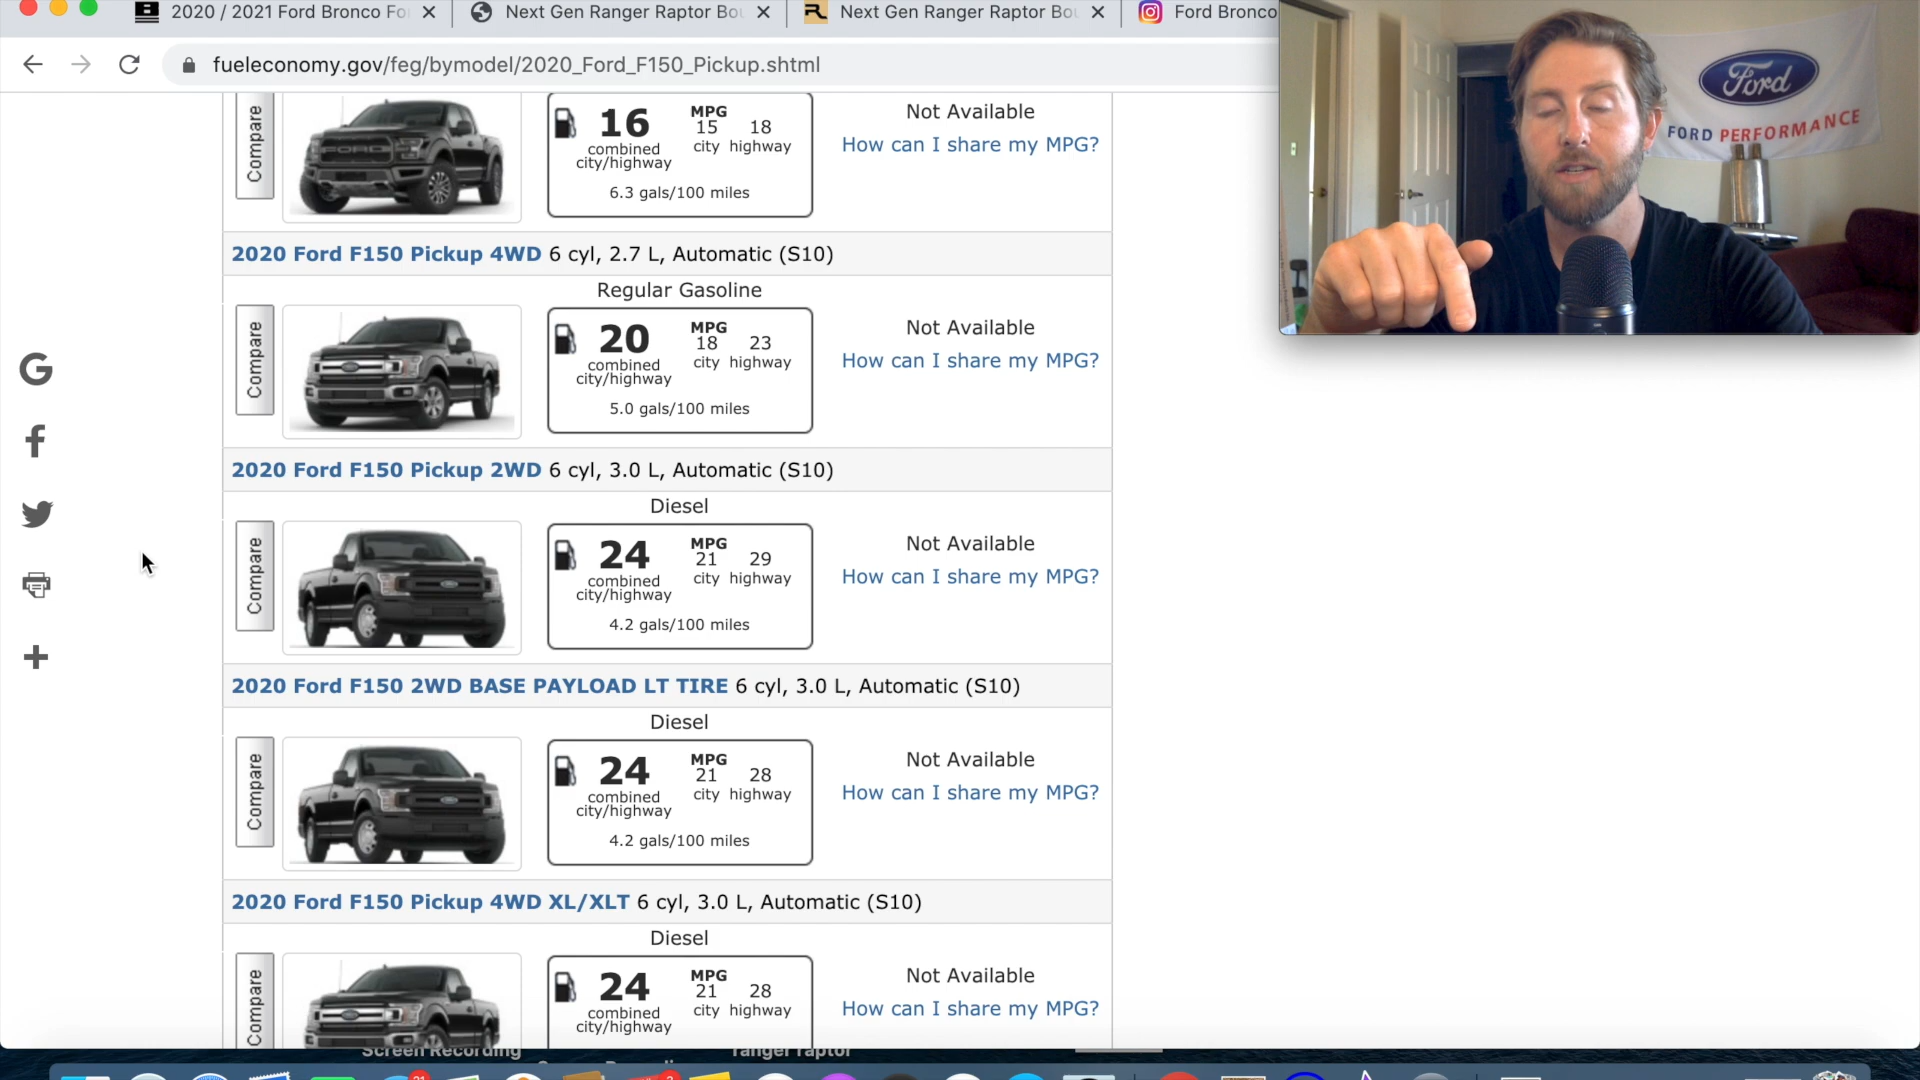 2020 / 2021 Ford Bronco Fo
Next Gen Ranger Raptor Bo
Next Gen Ranger Raptor Bo
Ford Bronco
fueleconomy.gov/feg/bymodel/2020_Ford_F150_Pickup.shtml
Ford
FORD PERFORMANCE
Compare
FORD
16
combined
city/highway
MPG
15 18
city highway
6.3 gals/100 miles
Not Available
How can I share my MPG?
2020 Ford F150 Pickup 4WD 6 cyl, 2.7 L, Automatic (S10)
Compare
Regular Gasoline
20
combined
city/highway
MPG
18 23
city highway
5.0 gals/100 miles
Not Available
How can I share my MPG?
2020 Ford F150 Pickup 2WD 6 cyl, 3.0 L, Automatic (S10)
Compare
Diesel
24
combined
city/highway
MPG
21 29
city highway
4.2 gals/100 miles
Not Available
How can I share my MPG?
2020 Ford F150 2WD BASE PAYLOAD LT TIRE 6 cyl, 3.0 L, Automatic (S10)
Compare
Diesel
24
combined
city/highway
MPG
21 28
city highway
4.2 gals/100 miles
Not Available
How can I share my MPG?
2020 Ford F150 Pickup 4WD XL/XLT 6 cyl, 3.0 L, Automatic (S10)
Compare
Diesel
24
combined
city/highway
MPG
21 28
city highway
Not Available
How can I share my MPG?
Screen Recording
ranger raptor